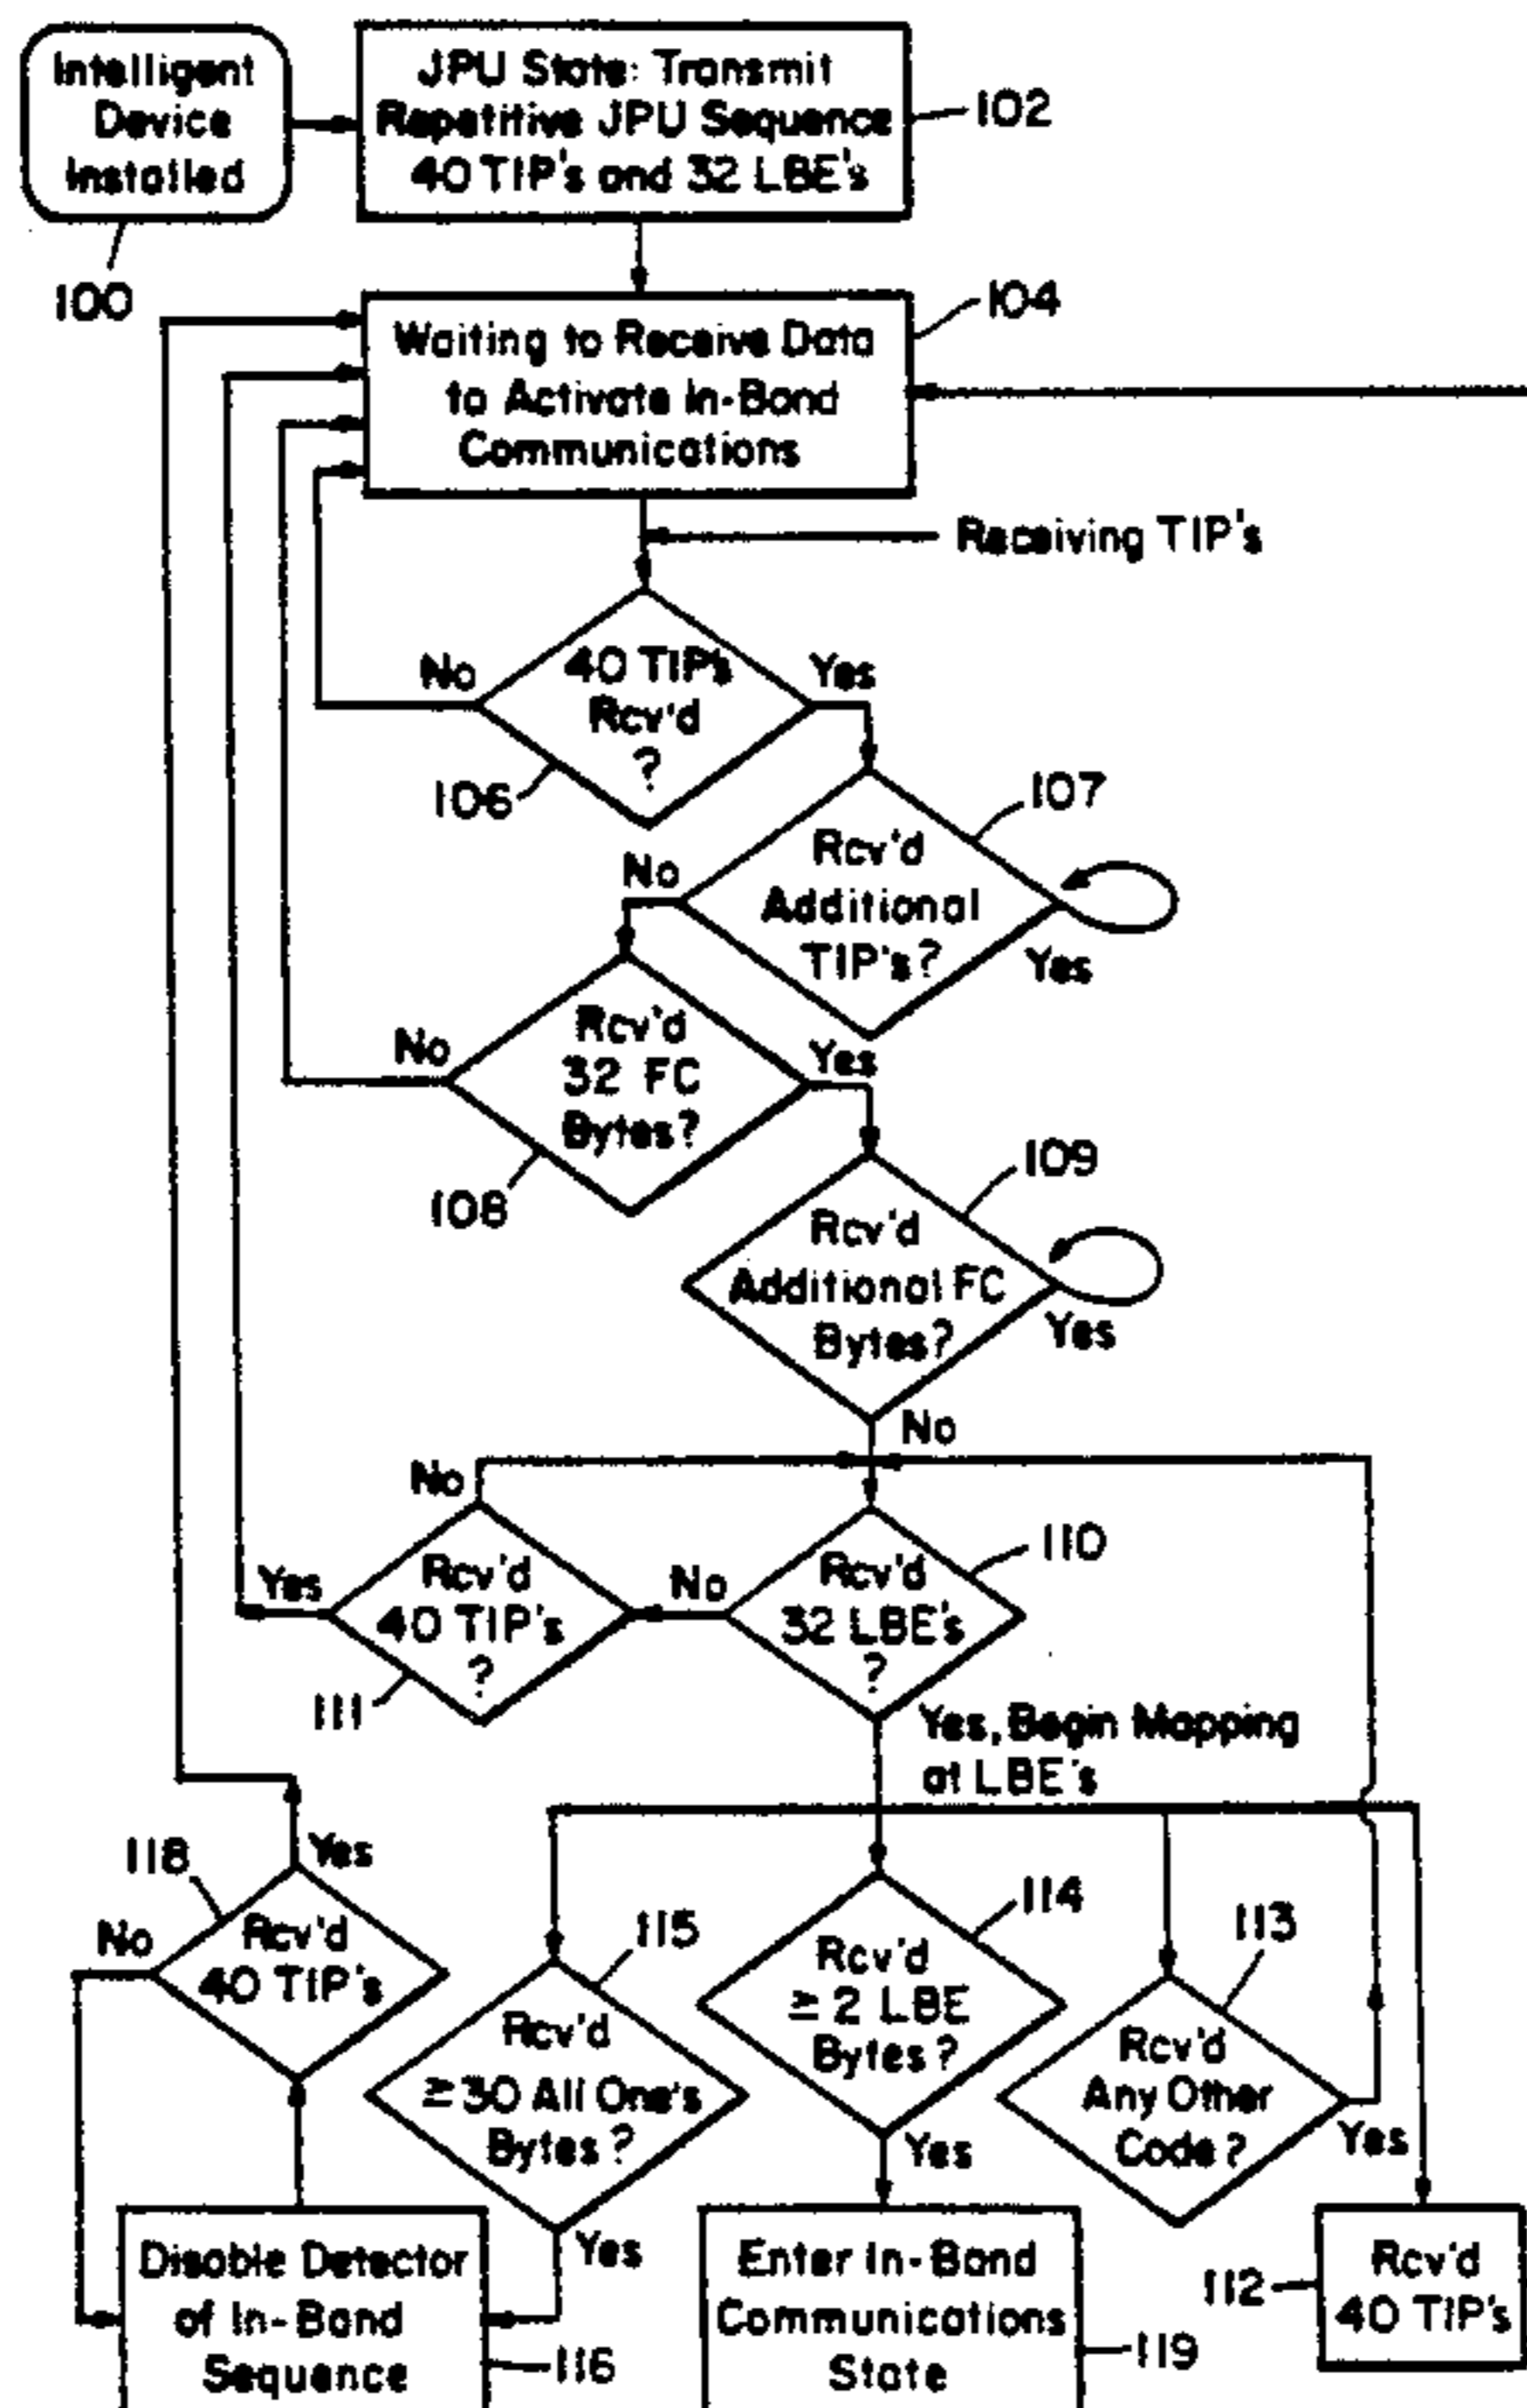 Intelligent
Device
Installed
100
JPU State: Transmit
Repetitive JPU Sequence
40 TIP's and 32 LBE's
102
Waiting to Receive Data
to Activate In-Band
Communications
104
Receiving TIP's
40 TIP's
Rcv'd
?
No
Yes
106
Rcv'd
Additional
TIP's?
No
Yes
107
Rcv'd
32 FC
Bytes?
No
Yes
108
Rcv'd
Additional FC
Bytes?
109
Yes
No
Rcv'd
32 LBE's
?
110
No
Rcv'd
40 TIP's
?
No
Yes
111
Yes, Begin Mapping
at LBE's
118
Rcv'd
40 TIP's
Yes
No
115
Rcv'd
≥30 All One's
Bytes?
Yes
114
Rcv'd
≥2 LBE
Bytes?
Yes
113
Rcv'd
Any Other
Code?
Yes
Disable Detector
of In-Band
Sequence
116
Enter In-Band
Communications
State
119
112
Rcv'd
40 TIP's